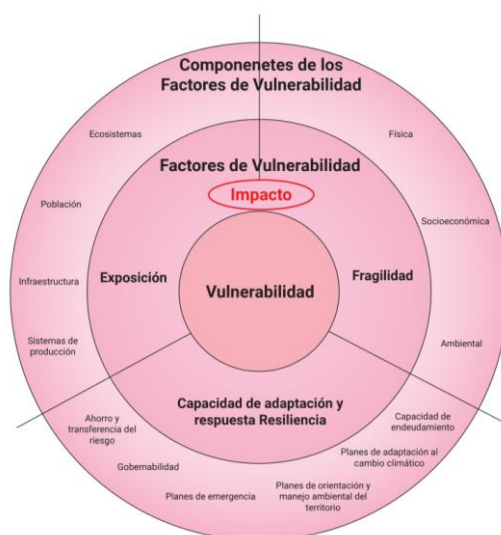 Componenetes de los
Factores de Vulnerabilidad
Ecosistemas
Física
Factores de Vulnerabilidad
Impacto
Población
Socioeconómica
Exposición
Fragilidad
Infraestructura
Vulnerabilidad
Sistemas de
producción
Ambiental
Capacidad de adaptación y
respuesta Resiliencia
Ahorro y
transferencia del
riesgo
Capacidad de
endeudamiento
Gobernabilidad
Planes de adaptación al
cambio climático
Planes de emergencia
Planes de orientación y
manejo ambiental del
territorio